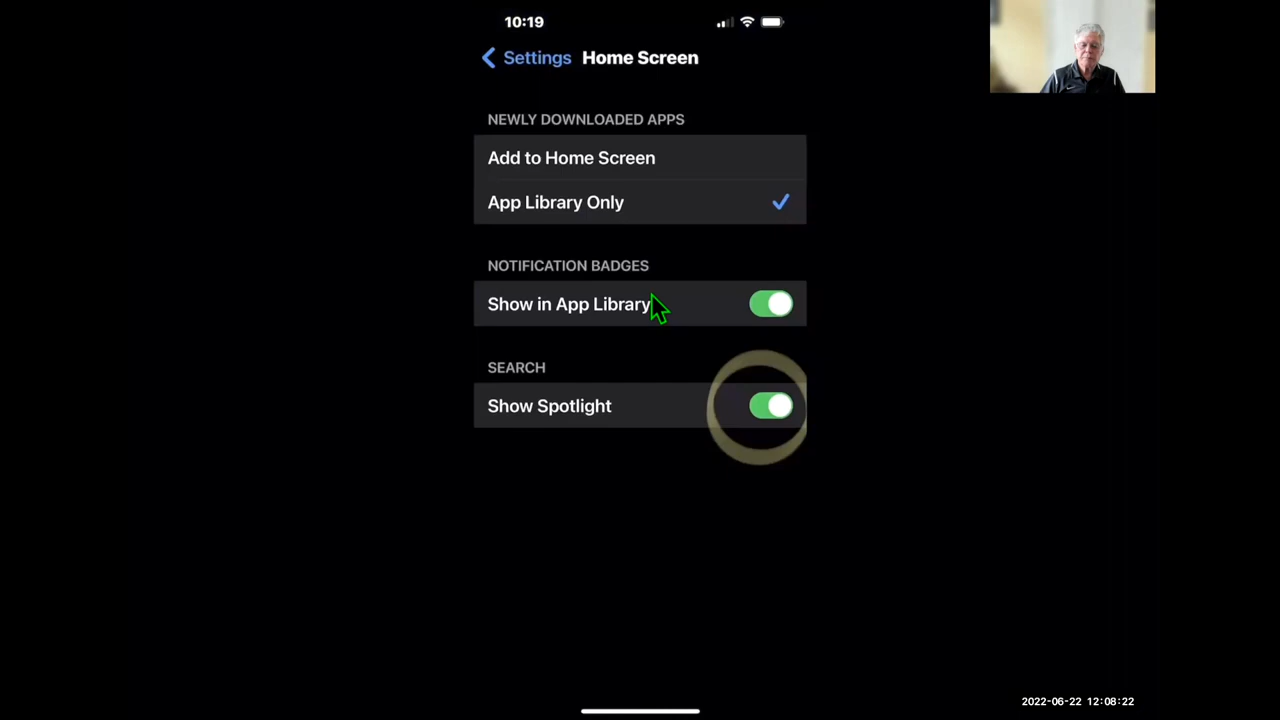 10:19
Settings Home Screen
NEWLY DOWNLOADED APPS
Add to Home Screen
App Library Only
NOTIFICATION BADGES
Show in App Library
SEARCH
Show Spotlight
2022-06-22 12:08:22